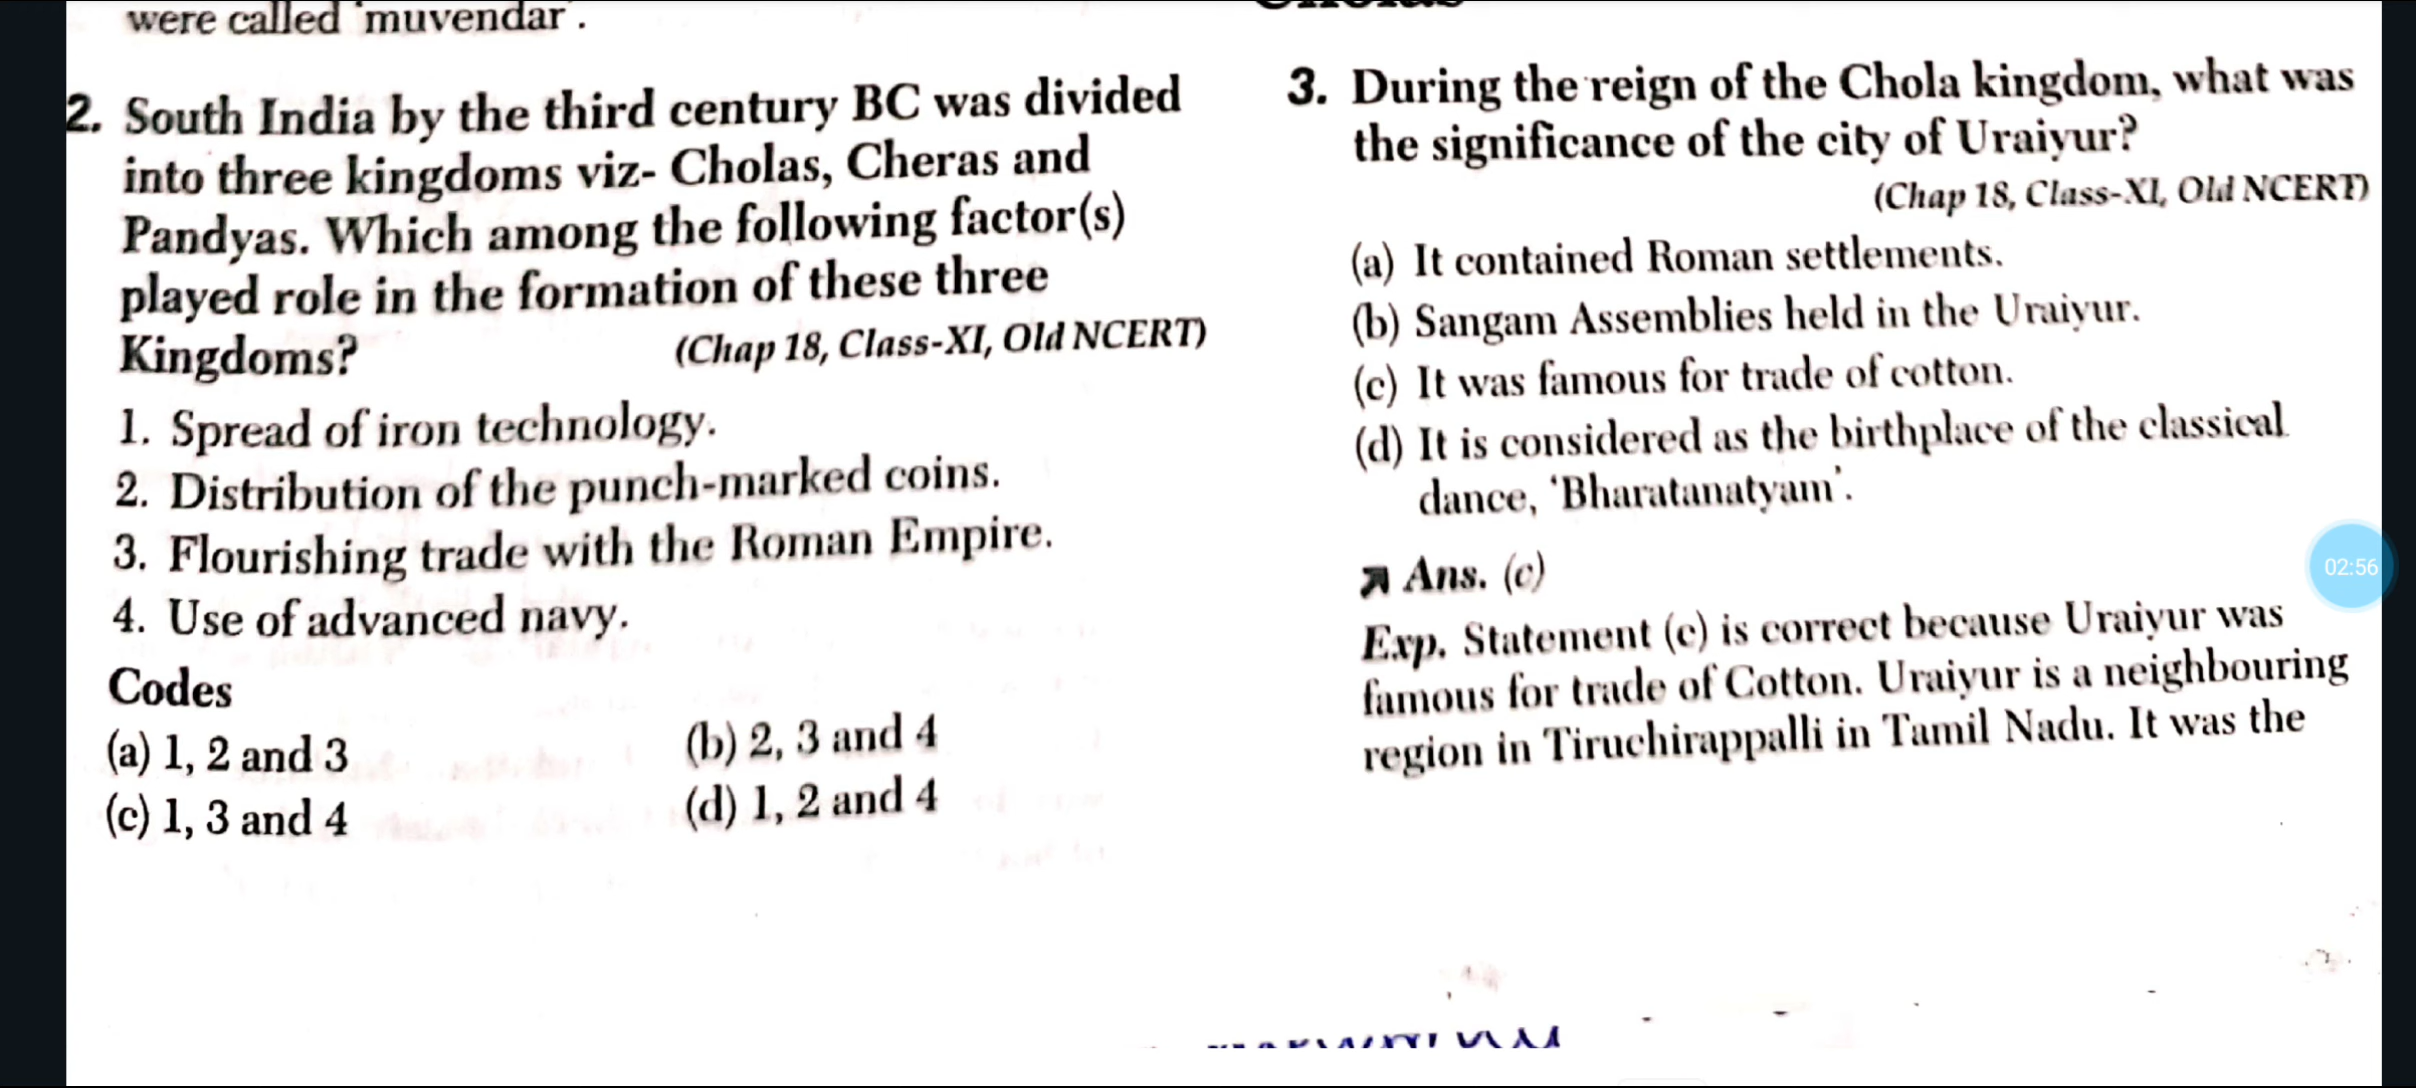 were called 'muvendar'.
2. South India by the third century BC was divided
into three kingdoms viz- Cholas, Cheras and
Pandyas. Which among the following factor(s)
played role in the formation of these three
Kingdoms? (Chap 18, Class-XI, Old NCERT)
1. Spread of iron technology.
2. Distribution of the punch-marked coins.
3. Flourishing trade with the Roman Empire.
4. Use of advanced navy.
Codes
(a) 1, 2 and 3 (b) 2, 3 and 4
(c) 1, 3 and 4 (d) 1, 2 and 4
3. During the reign of the Chola kingdom, what was
the significance of the city of Uraiyur?
(Chap 18, Class-XI, Old NCERT)
(a) It contained Roman settlements.
(b) Sangam Assemblies held in the Uraiyur.
(c) It was famous for trade of cotton.
(d) It is considered as the birthplace of the classical
dance, 'Bharatanatyam'.
Ans. (c)
Exp. Statement (c) is correct because Uraiyur was
famous for trade of Cotton. Uraiyur is a neighbouring
region in Tiruchirappalli in Tamil Nadu. It was the
02:56